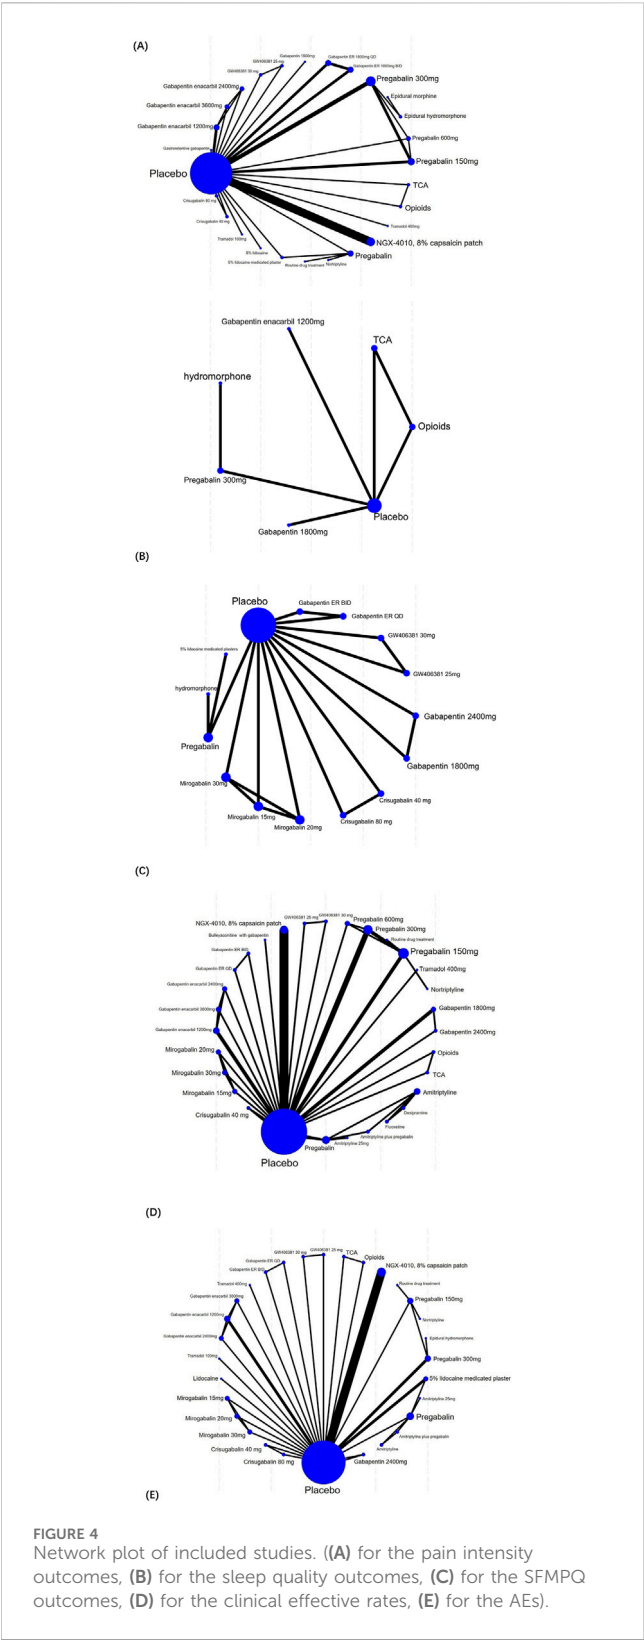 (A)
Gabapentin 1800mg
GW406381 25 mg
Gabapentin ER 1800mg QD
GW406381 30 mg
Gabapentin ER 1800mg BID
Pregabalin 300mg
Gabapentin enacarbil 2400mg
Epidural morphine
Gabapentin enacarbil 3600mg
Epidural hydromorphone
Gabapentin enacarbil 1200mg
Pregabalin 600mg
Pregabalin 150mg
Placebo
TCA
Crisugabalin 80 mg
Opioids
Crisugabalin 40 mg
Tramadol 400mg
Tramadol 100mg
NGX-4010, 8% capsaicin patch
Pregabalin
5% lidocaine medicated plaster
Routine drug treatment
Nortriptyline
Gabapentin enacarbil 1200mg
TCA
hydromorphone
Opioids
Pregabalin 300mg
Placebo
Gabapentin 1800mg
(B)
Placebo
Gabapentin ER BID
Gabapentin ER QD
GW406381 30mg
5% lidocaine medicated plasters
GW406381 25mg
hydromorphone
Gabapentin 2400mg
Pregabalin
Gabapentin 1800mg
Mirogabalin 30mg
Crisugabalin 40 mg
Mirogabalin 15mg
Crisugabalin 80 mg
Mirogabalin 20mg
(C)
NGX-4010, 8% capsaicin patch
GW406381 25 mg
GW406381 30 mg
Pregabalin 600mg
Pregabalin 300mg
Bulleyaconitine with gabapentin
Routine drug treatment
Gabapentin ER BID
Pregabalin 150mg
Gabapentin ER QD
Tramadol 400mg
Gabapentin enacarbil 2400mg
Nortriptyline
Gabapentin enacarbil 3600mg
Gabapentin 1800mg
Gabapentin enacarbil 1200mg
Gabapentin 2400mg
Mirogabalin 20mg
Opioids
Mirogabalin 30mg
TCA
Mirogabalin 15mg
Amitriptyline
Crisugabalin 40 mg
Desipramine
Fluoxetine
Amitriptyline plus pregabalin
Amitriptyline 25mg
Pregabalin
Placebo
(D)
GW406381 30 mg
GW406381 25 mg
TCA
Opioids
Gabapentin ER QD
NGX-4010, 8% capsaicin patch
Gabapentin ER BID
Tramadol 400mg
Routine drug treatment
Gabapentin enacarbil 3600mg
Pregabalin 150mg
Gabapentin enacarbil 1200mg
Nortriptyline
Gabapentin enacarbil 2400mg
Epidural hydromorphone
Tramadol 100mg
Pregabalin 300mg
Lidocaine
5% lidocaine medicated plaster
Mirogabalin 15mg
Amitriptyline 25mg
Mirogabalin 20mg
Pregabalin
Mirogabalin 30mg
Amitriptyline plus pregabalin
Crisugabalin 40 mg
Amitriptyline
Crisugabalin 80 mg
Gabapentin 2400mg
Placebo
(E)
FIGURE 4
Network plot of included studies. ((A) for the pain intensity
outcomes, (B) for the sleep quality outcomes, (C) for the SFMPQ
outcomes, (D) for the clinical effective rates, (E) for the AEs).